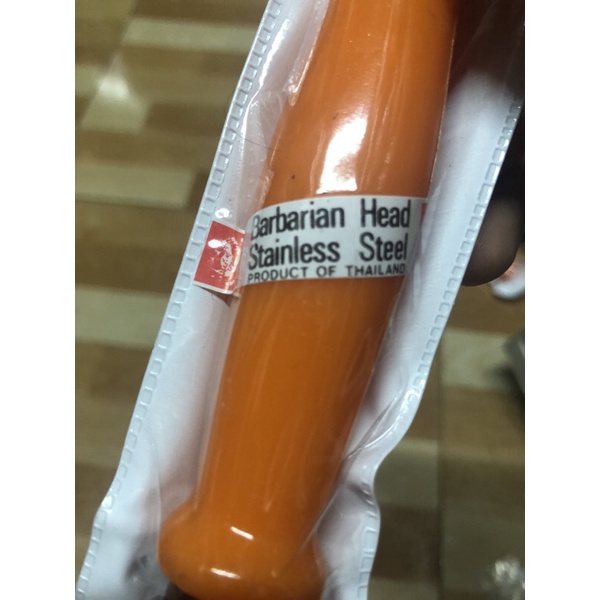 Barbarian Head
Stainless Steel
PRODUCT OF THAILAND